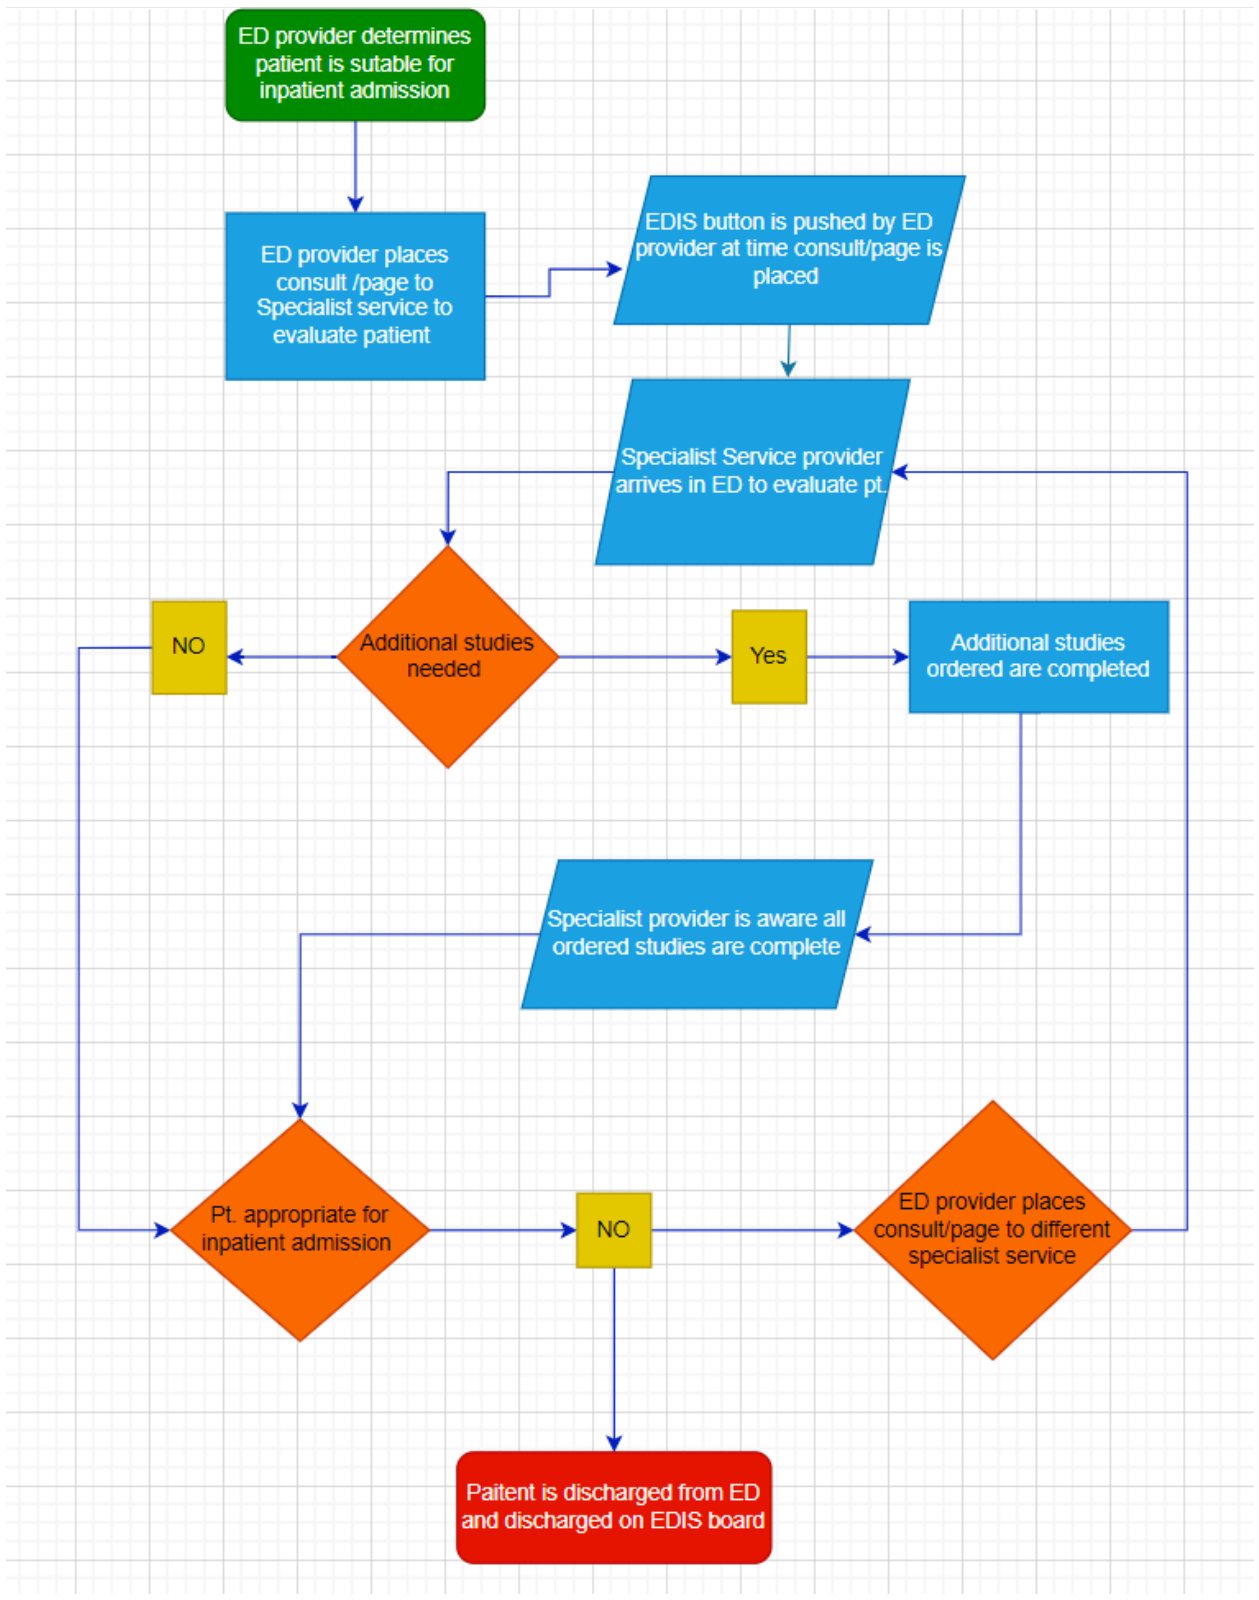 ED provider determines
patient is sutable for
inpatient admission
EDIS button is pushed by ED
provider at time consult/page is
placed
ED provider places
consult /page to
Specialist service to
evaluate patient
Specialist Service provider
arrives in ED to evaluate pt.
NO
Additional studies
needed
Yes
Additional studies
ordered are completed
Specialist provider is aware all
ordered studies are complete
Pt. appropriate for
inpatient admission
NO
ED provider places
consult/page to different
specialist service
Paitent is discharged from ED
and discharged on EDIS board